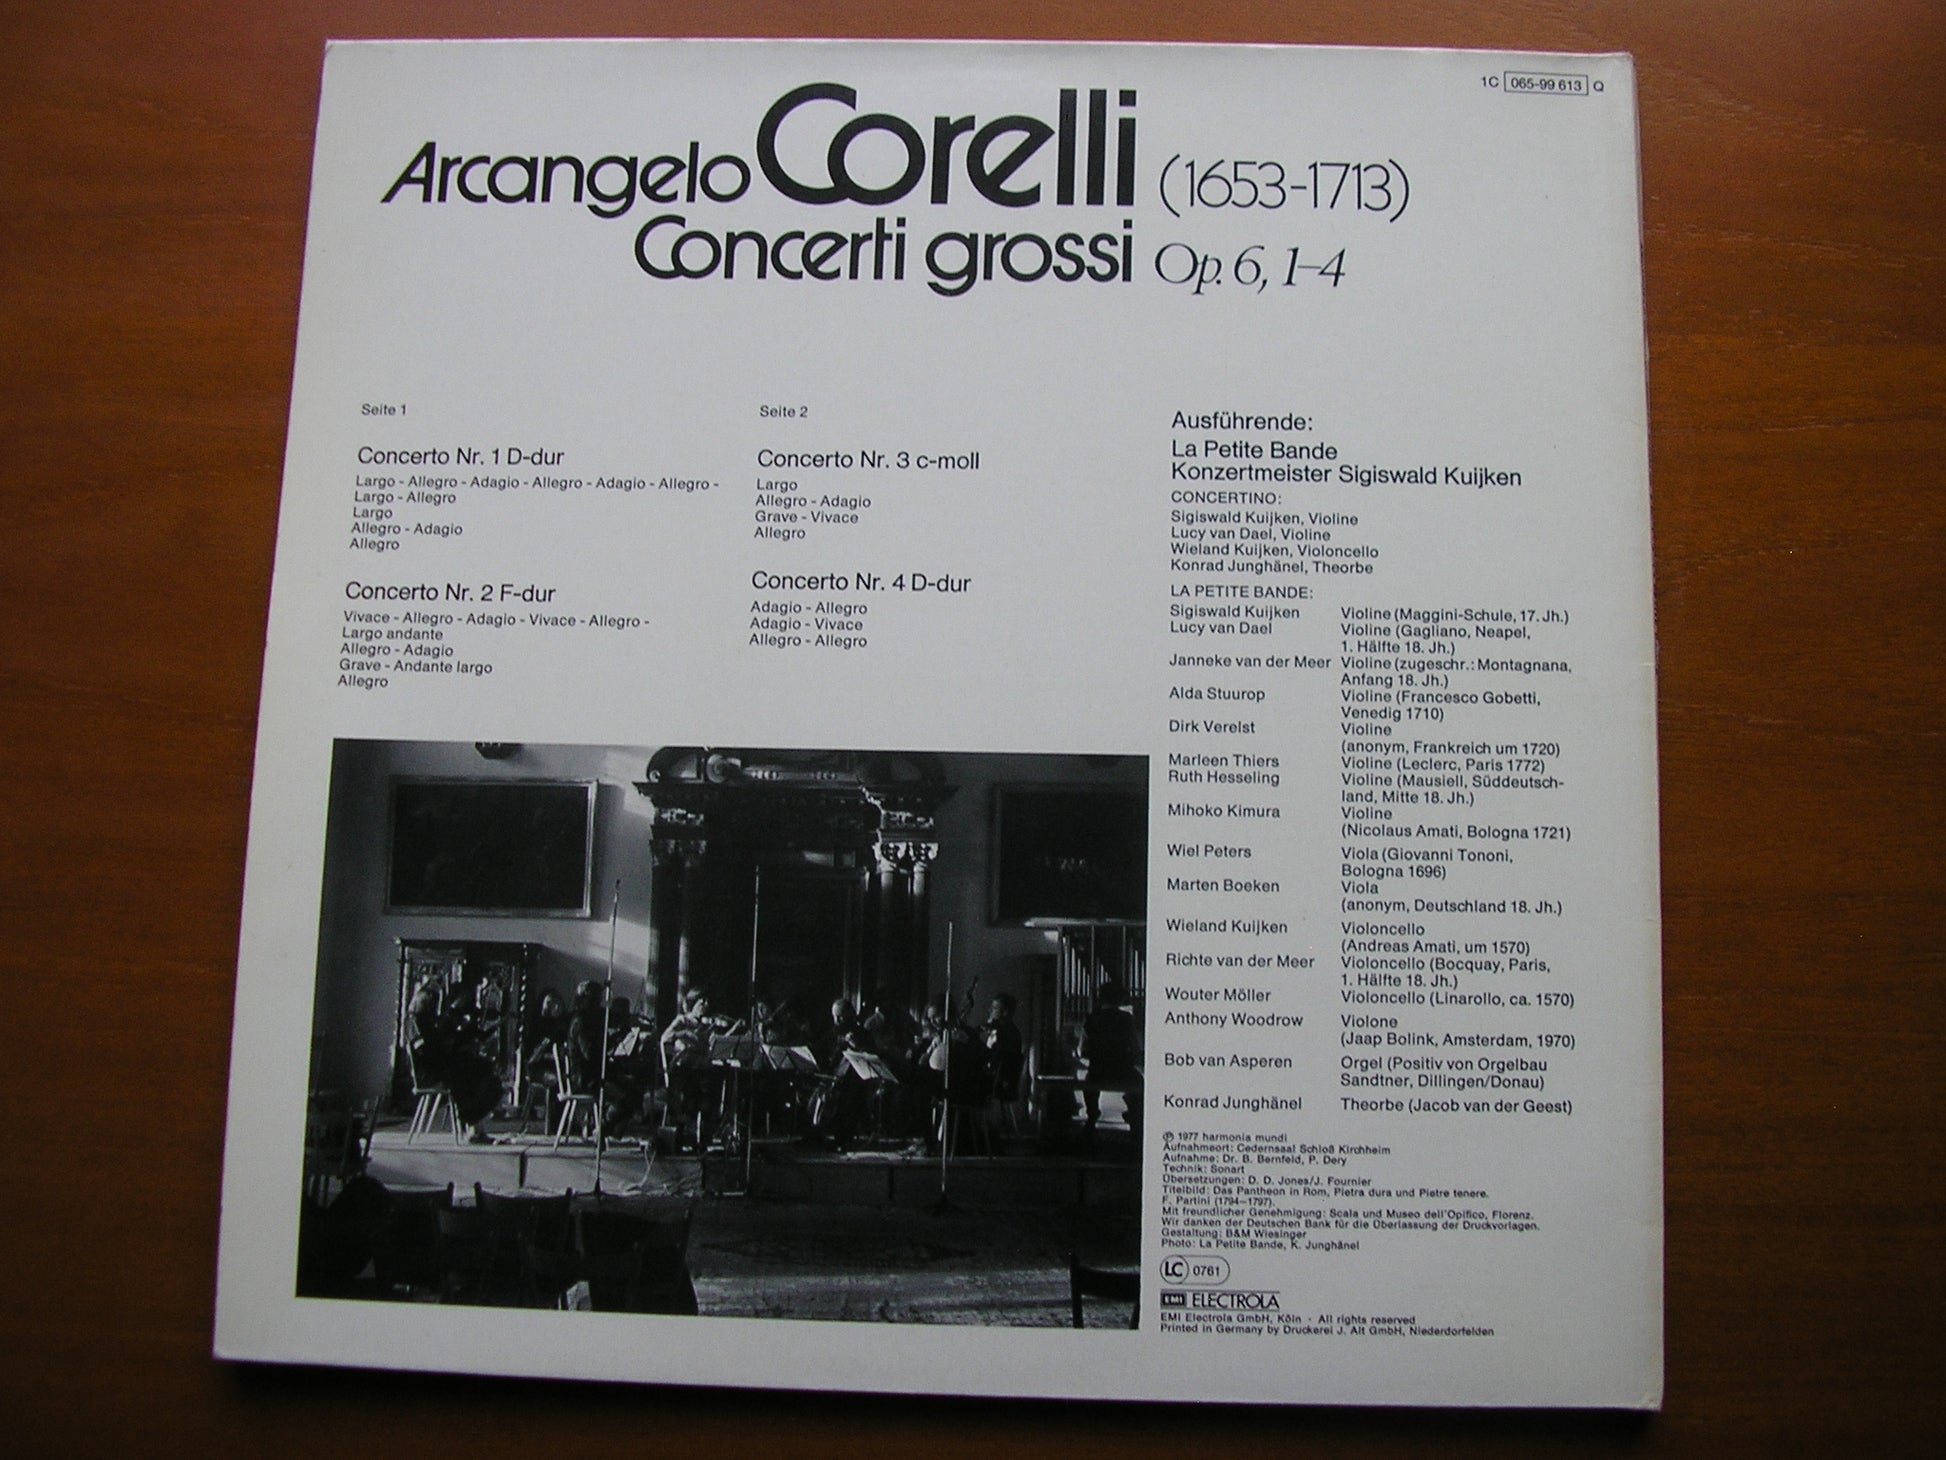 1C 065-99 613 Q
Arcangelo Corelli (1653-1713)
Concerti grossi Op. 6, 1-4
Seite 1
Concerto Nr. 1 D-dur
Largo - Allegro - Adagio - Allegro - Adagio - Allegro -
Largo - Allegro
Largo
Allegro - Adagio
Allegro
Concerto Nr. 2 F-dur
Vivace - Allegro - Adagio - Vivace - Allegro -
Largo andante
Allegro - Adagio
Grave - Andante largo
Allegro
Seite 2
Concerto Nr. 3 c-moll
Largo
Allegro - Adagio
Grave - Vivace
Allegro
Concerto Nr. 4 D-dur
Adagio - Allegro
Adagio - Vivace
Allegro - Allegro
Ausführende:
La Petite Bande
Konzertmeister Sigiswald Kuijken
CONCERTINO:
Sigiswald Kuijken, Violine
Lucy van Dael, Violine
Wieland Kuijken, Violoncello
Konrad Junghänel, Theorbe
LA PETITE BANDE:
Sigiswald Kuijken Violine (Maggini-Schule, 17. Jh.)
Lucy van Dael Violine (Gagliano, Neapel,
1. Hälfte 18. Jh.)
Janneke van der Meer Violine (zugeschr.: Montagnana,
Anfang 18. Jh.)
Alda Stuurop Violine (Francesco Gobetti,
Venedig 1710)
Dirk Verelst Violine
(anonym, Frankreich um 1720)
Marleen Thiers Violine (Leclerc, Paris 1772)
Ruth Hesseling Violine (Mausiell, Süddeutsch-
land, Mitte 18. Jh.)
Mihoko Kimura Violine
(Nicolaus Amati, Bologna 1721)
Wiel Peters Viola (Giovanni Tononi,
Bologna 1696)
Marten Boeken Viola
(anonym, Deutschland 18. Jh.)
Wieland Kuijken Violoncello
(Andreas Amati, um 1570)
Richte van der Meer Violoncello (Bocquay, Paris,
1. Hälfte 18. Jh.)
Wouter Möller Violoncello (Linarollo, ca. 1570)
Anthony Woodrow Violone
(Jaap Bolink, Amsterdam, 1970)
Bob van Asperen Orgel (Positiv von Orgelbau
Sandtner, Dillingen/Donau)
Konrad Junghänel Theorbe (Jacob van der Geest)
℗ 1977 harmonia mundi
Aufnahmeort: Cedernsaal Schloß Kirchheim
Aufnahme: Dr. B. Bernfeld, P. Dery
Technik: Sonart
Übersetzungen: D. D. Jones/J. Fournier
Titelbild: Das Pantheon in Rom, Pietra dura und Pietre tenere.
F. Partini (1794-1797).
Mit freundlicher Genehmigung: Scala und Museo dell'Opifico, Florenz.
Wir danken der Deutschen Bank für die Überlassung der Druckvorlagen.
Gestaltung: B&M Wiesinger
Photo: La Petite Bande, K. Junghänel
LC 0761
EMI ELECTROLA
EMI Electrola GmbH, Köln · All rights reserved
Printed in Germany by Druckerei J. Alt GmbH, Niederdorfelden